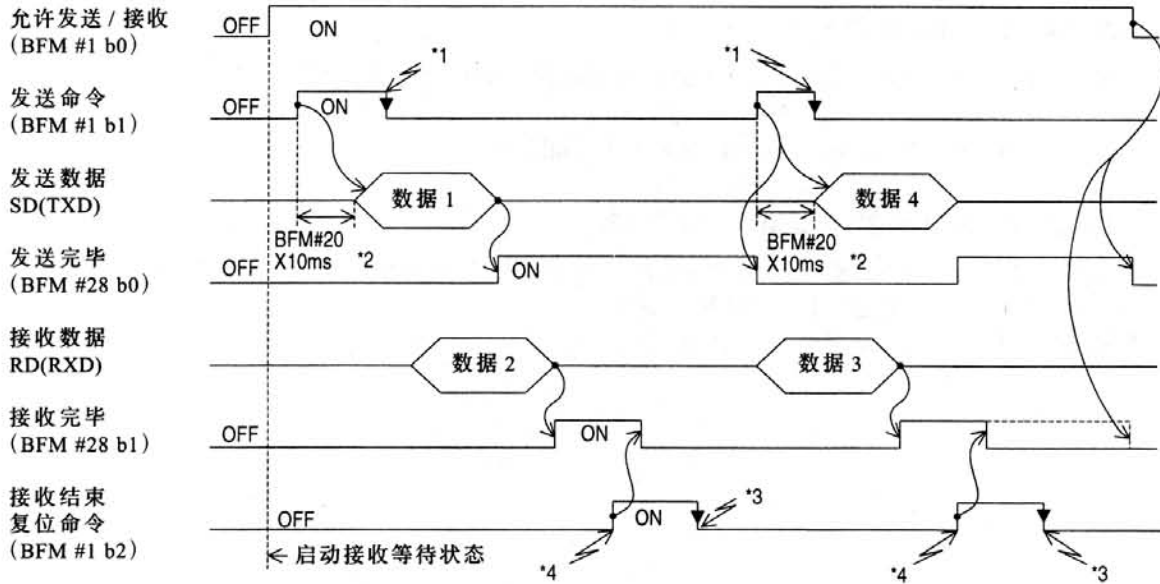 允许发送 / 接收
(BFM #1 b0)
OFF
ON
*1
*1
发送命令
(BFM #1 b1)
OFF
ON
发送数据
SD(TXD)
数据 1
数据 4
BFM#20
X10ms *2
BFM#20
X10ms *2
发送完毕
(BFM #28 b0)
OFF
ON
接收数据
RD(RXD)
数据 2
数据 3
接收完毕
(BFM #28 b1)
OFF
ON
接收结束
复位命令
(BFM #1 b2)
OFF
ON
*3
启动接收等待状态
*4
*4
*3